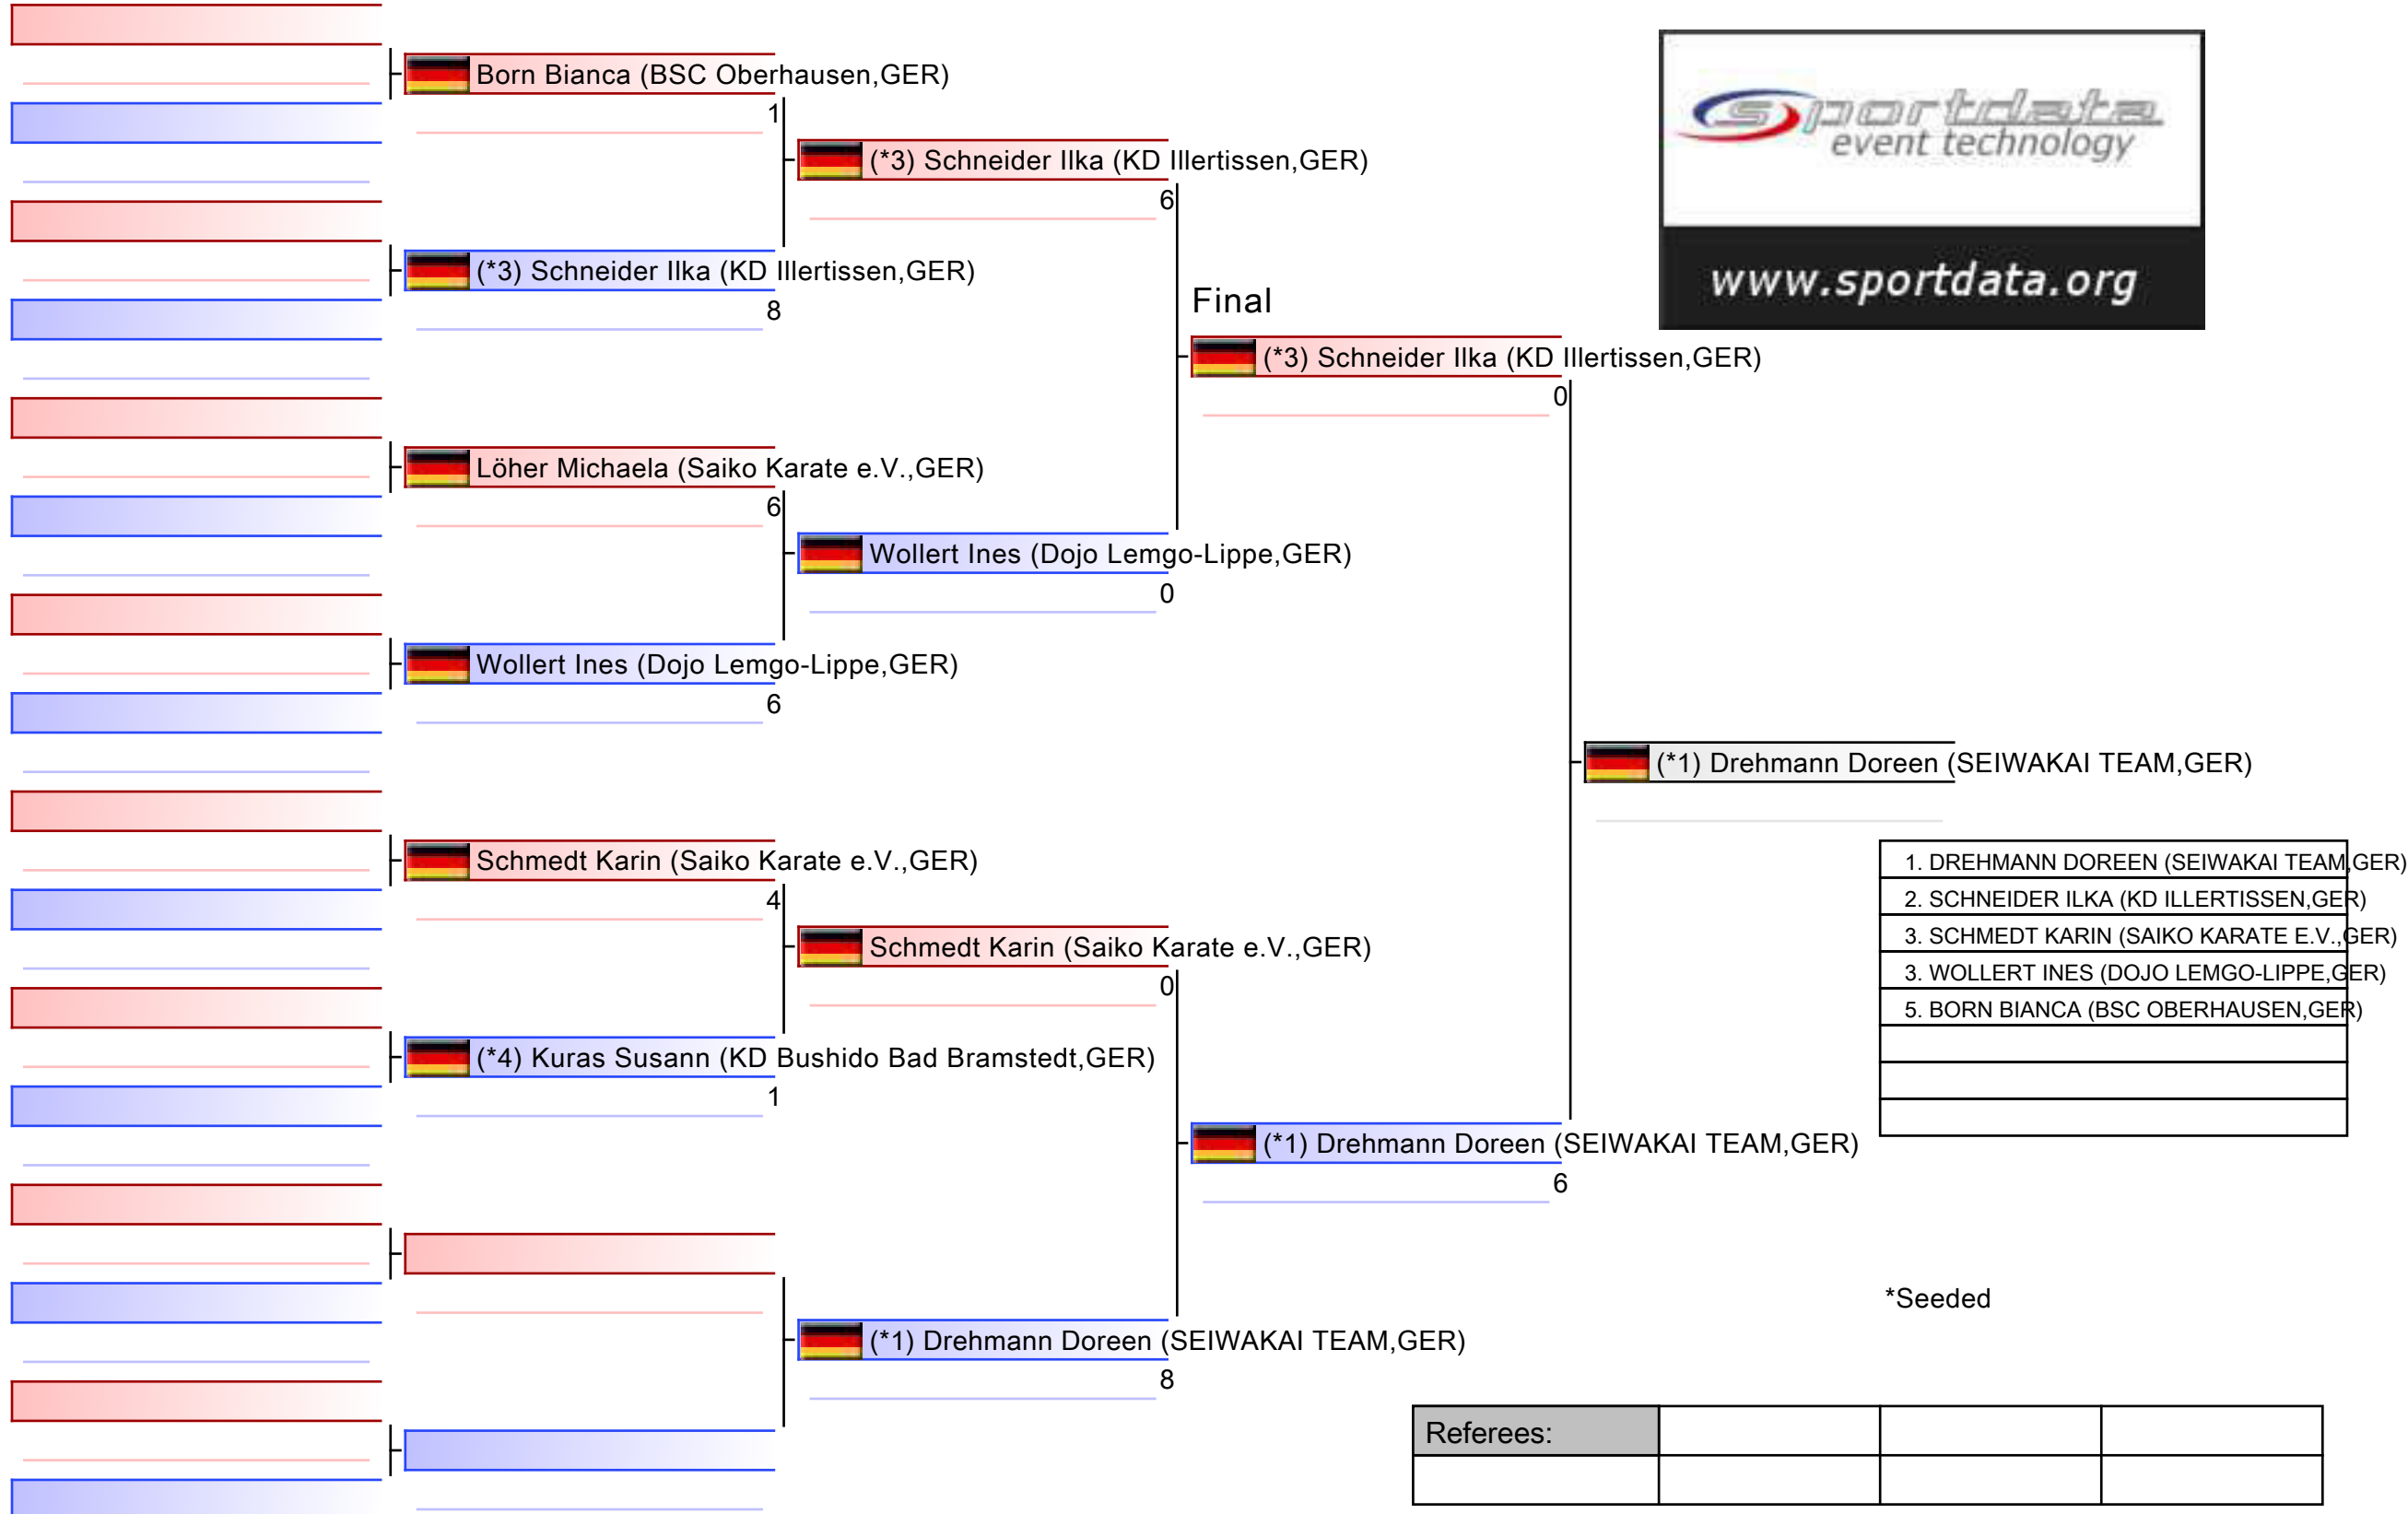 Born Bianca (BSC Oberhausen,GER)
1
(*3) Schneider Ilka (KD Illertissen,GER)
6
(*3) Schneider Ilka (KD Illertissen,GER)
8
Final
(*3) Schneider Ilka (KD Illertissen,GER)
0
Löher Michaela (Saiko Karate e.V.,GER)
6
Wollert Ines (Dojo Lemgo-Lippe,GER)
0
Wollert Ines (Dojo Lemgo-Lippe,GER)
6
(*1) Drehmann Doreen (SEIWAKAI TEAM,GER)
Schmedt Karin (Saiko Karate e.V.,GER)
4
Schmedt Karin (Saiko Karate e.V.,GER)
0
(*4) Kuras Susann (KD Bushido Bad Bramstedt,GER)
1
(*1) Drehmann Doreen (SEIWAKAI TEAM,GER)
6
(*1) Drehmann Doreen (SEIWAKAI TEAM,GER)
8
sportdata
event technology
www.sportdata.org
1. DREHMANN DOREEN (SEIWAKAI TEAM,GER)
2. SCHNEIDER ILKA (KD ILLERTISSEN,GER)
3. SCHMEDT KARIN (SAIKO KARATE E.V.,GER)
3. WOLLERT INES (DOJO LEMGO-LIPPE,GER)
5. BORN BIANCA (BSC OBERHAUSEN,GER)
*Seeded
Referees: